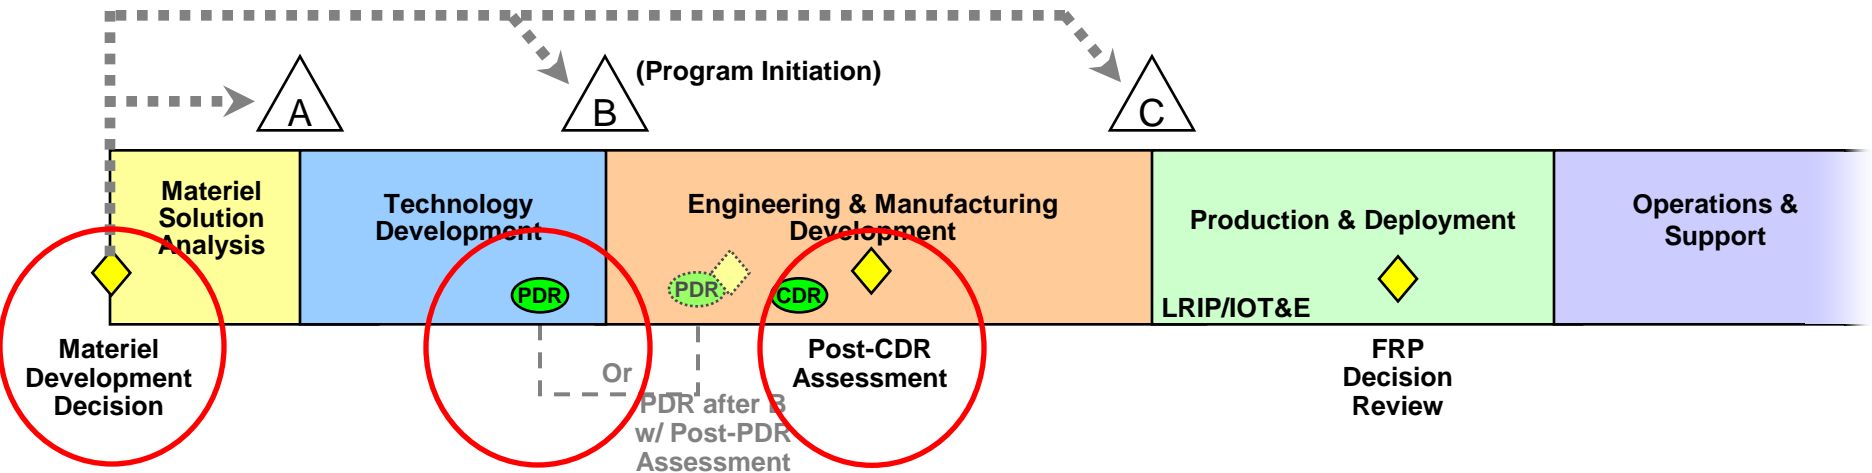 (Program Initiation)
A
B
C
Materiel
Solution
Analysis
Technology
Development
Engineering & Manufacturing
Development
Production & Deployment
Operations &
Support
PDR
PDR
CDR
LRIP/IOT&E
Materiel
Development
Decision
Or
PDR after B
w/ Post-PDR
Assessment
Post-CDR
Assessment
FRP
Decision
Review